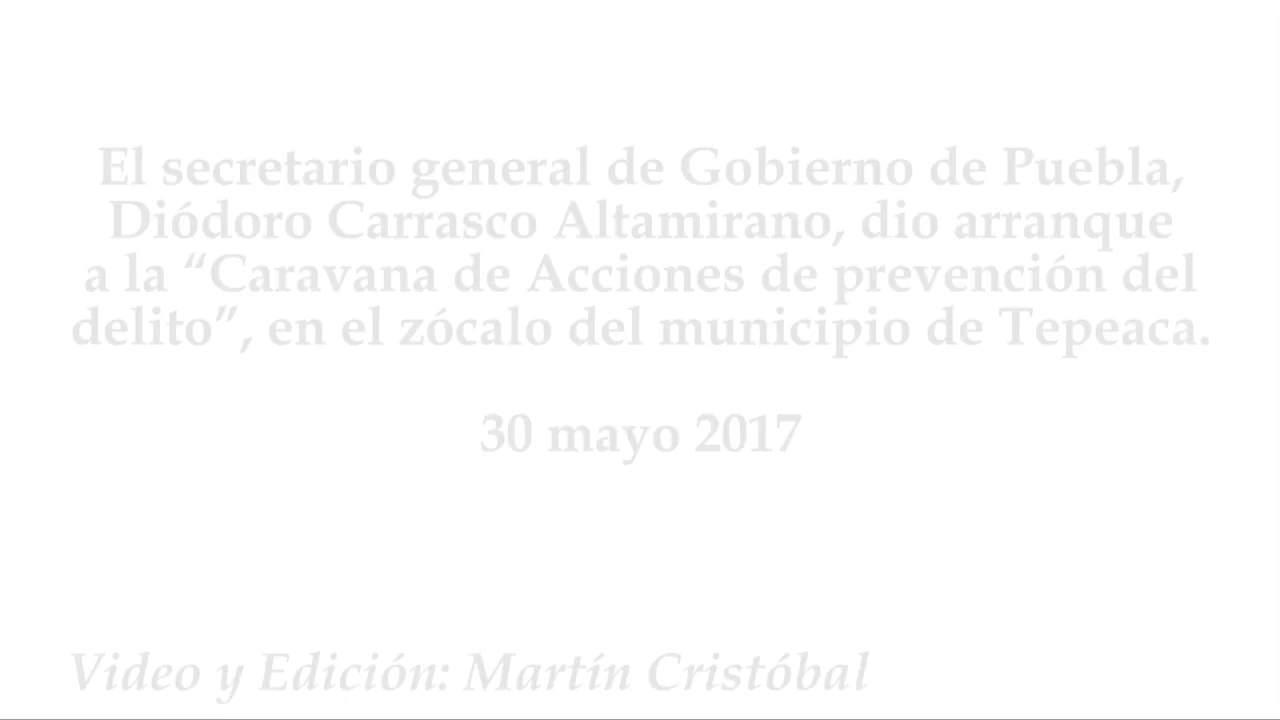 El secretario general de Gobierno de Puebla,
Diódoro Carrasco Altamirano, dio arranque
a la “Caravana de Acciones de prevención del
delito”, en el zócalo del municipio de Tepeaca.
30 mayo 2017
Video y Edición: Martín Cristóbal